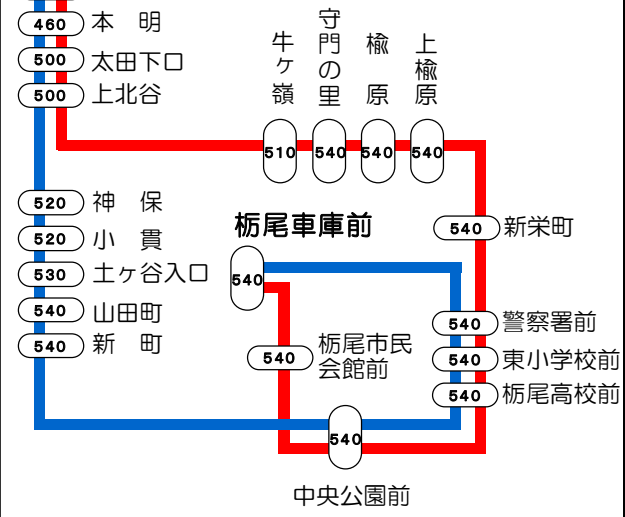 460 本 明
500 太田下口
500 上北谷
牛ヶ嶺
守門の里
楡 原
上楡原
510
540
540
540
520 神 保
520 小 貫
530 土ヶ谷入口
540 山田町
540 新 町
栃尾車庫前
540
540 新栄町
540 警察署前
540 東小学校前
540 栃尾高校前
540 栃尾市民
会館前
540
中央公園前